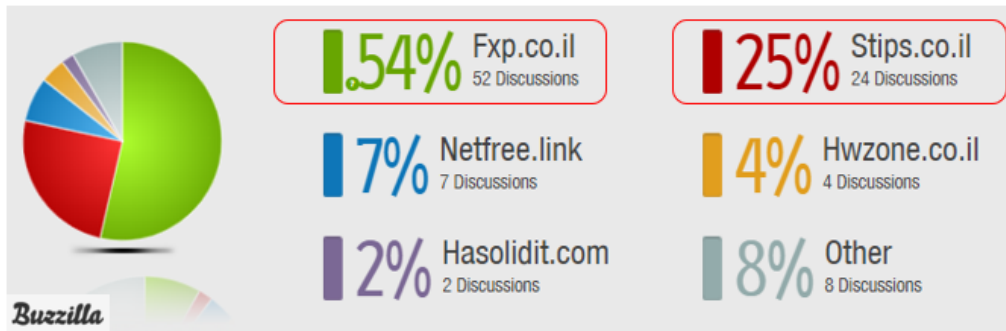 54% Fxp.co.il
52 Discussions
25% Stips.co.il
24 Discussions
7% Netfree.link
7 Discussions
4% Hwzone.co.il
4 Discussions
2% Hasolidit.com
2 Discussions
8% Other
8 Discussions
Buzzilla